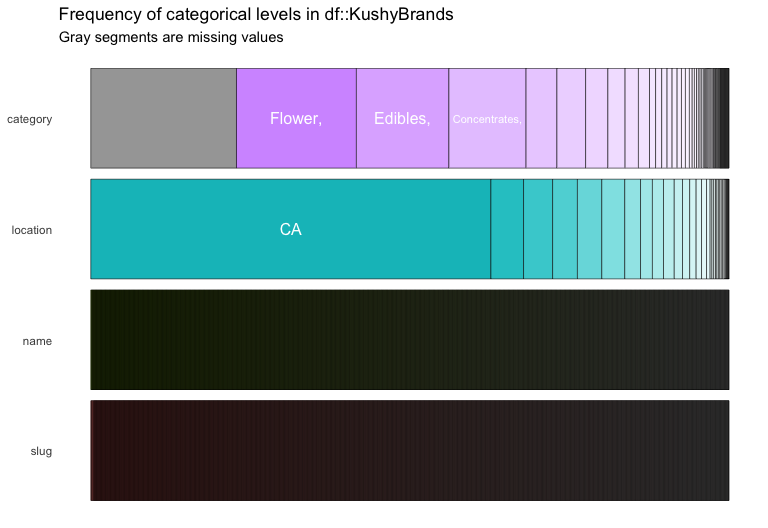 Frequency of categorical levels in df::KushyBrands
Gray segments are missing values
category
Flower,
Edibles,
Concentrates,
location
CA
name
slug